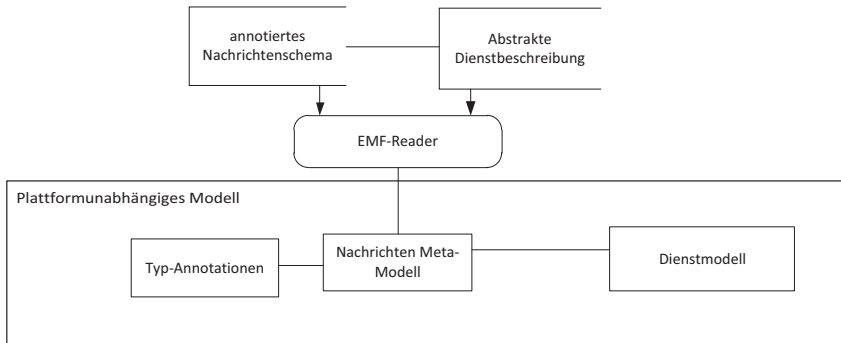 annotiertes
Nachrichtenschema
Abstrakte
Dienstbeschreibung
EMF-Reader
Plattformunabhängiges Modell
Typ-Annotationen
Nachrichten Meta-
Modell
Dienstmodell